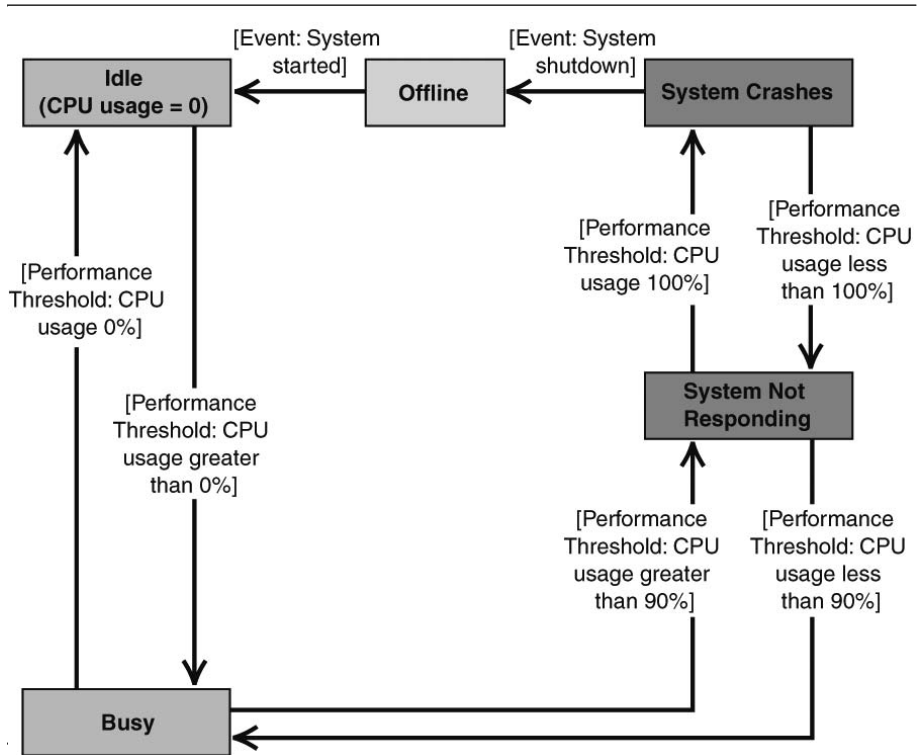 [Event: System
started]
[Event: System
shutdown]
Idle
(CPU usage = 0)
Offline
System Crashes
[Performance
Threshold: CPU
usage 0%]
[Performance
Threshold: CPU
usage greater
than 0%]
[Performance
Threshold: CPU
usage 100%]
[Performance
Threshold: CPU
usage less
than 100%]
System Not
Responding
[Performance
Threshold: CPU
usage greater
than 90%]
[Performance
Threshold: CPU
usage less
than 90%]
Busy